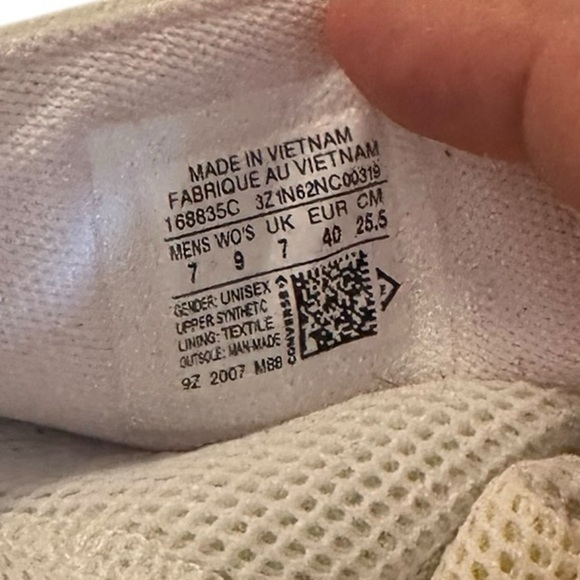 MADE IN VIETNAM
FABRIQUE AU VIETNAM
168835C 3Z1N62NC00319
MENS WO'S UK EUR CM
7 9 7 40 25.5
GENDER: UNISEX
UPPER SYNTHETIC
LINING: TEXTILE
OUTSOLE: MAN-MADE
9Z 2007 MB8
CONVERSE